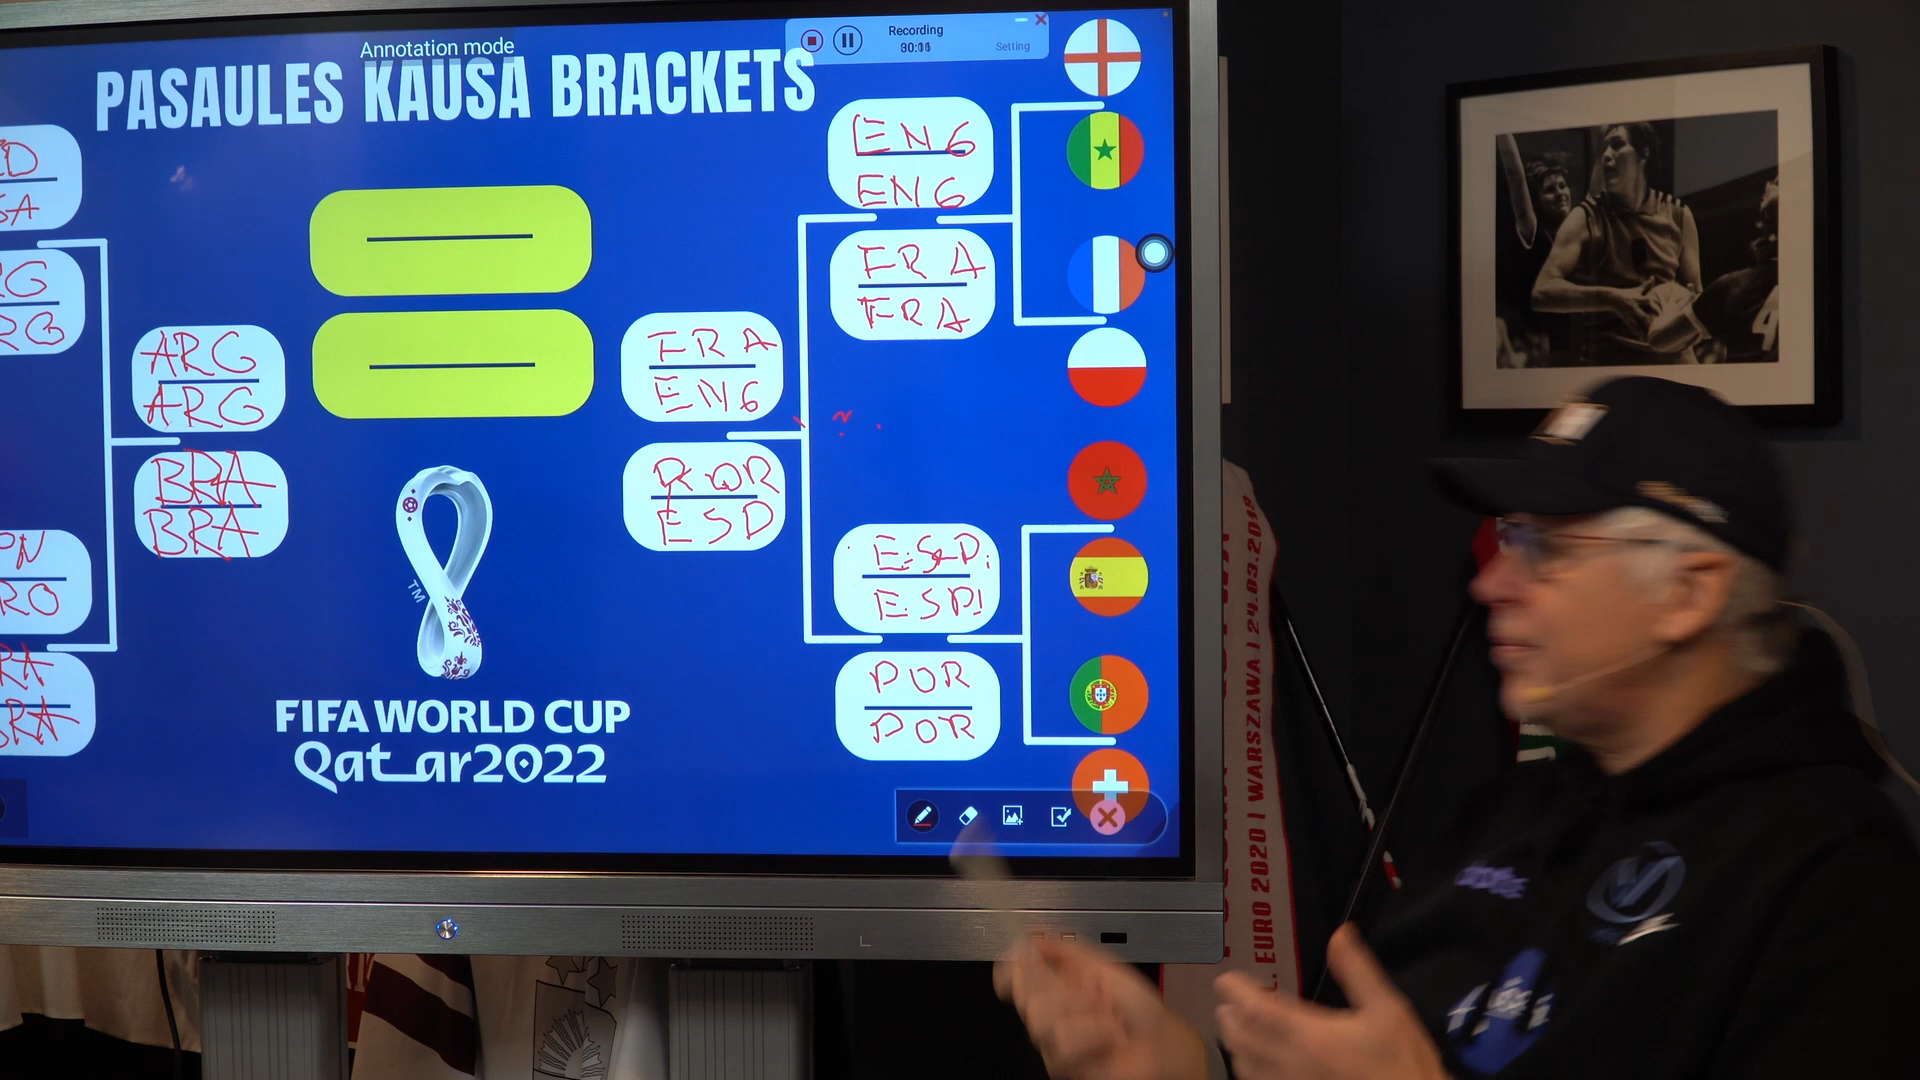 Annotation mode
Recording
Setting
PASAULES KAUSA BRACKETS
ENG
ENG
FRA
FRA
ARG
ARG
FRA
ENG
BRA
BRA
POR
ESP
ESP
ESP
POR
POR
TM
FIFA WORLD CUP
Qatar2022
EURO 2020 | WARSZAWA | 24.03.2019